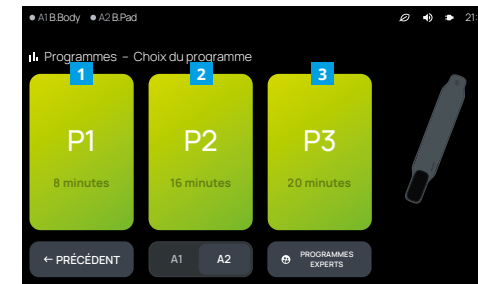 A1 B.Body A2 B.Pad
21:
Programmes - Choix du programme
1 2 3
P1 P2 P3
8 minutes 16 minutes 20 minutes
← PRÉCÉDENT A1 A2 PROGRAMMES
EXPERTS